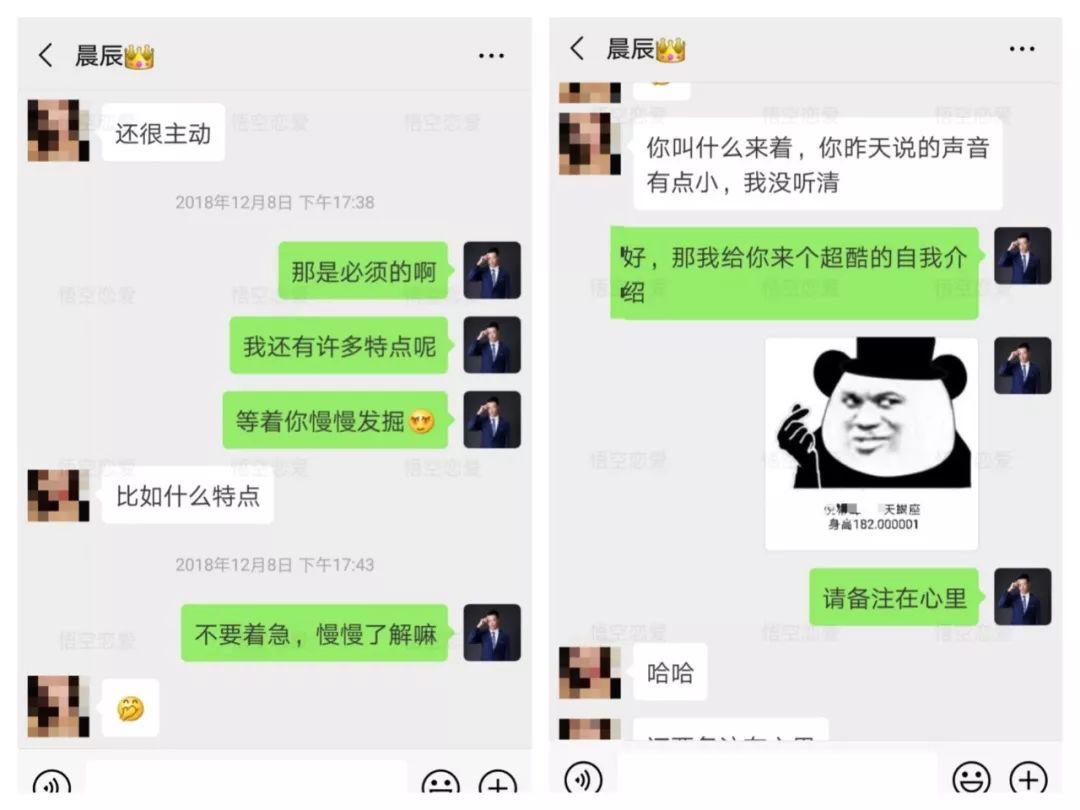 晨辰👑
还很主动
2018年12月8日 下午17:38
那是必须的啊
我还有许多特点呢
等着你慢慢发掘😍
比如什么特点
2018年12月8日 下午17:43
不要着急，慢慢了解嘛
🤭
晨辰👑
你叫什么来着，你昨天说的声音
有点小，我没听清
好，那我给你来个超酷的自我介
绍
天蝎座
身高182.000001
请备注在心里
哈哈
悟空恋爱